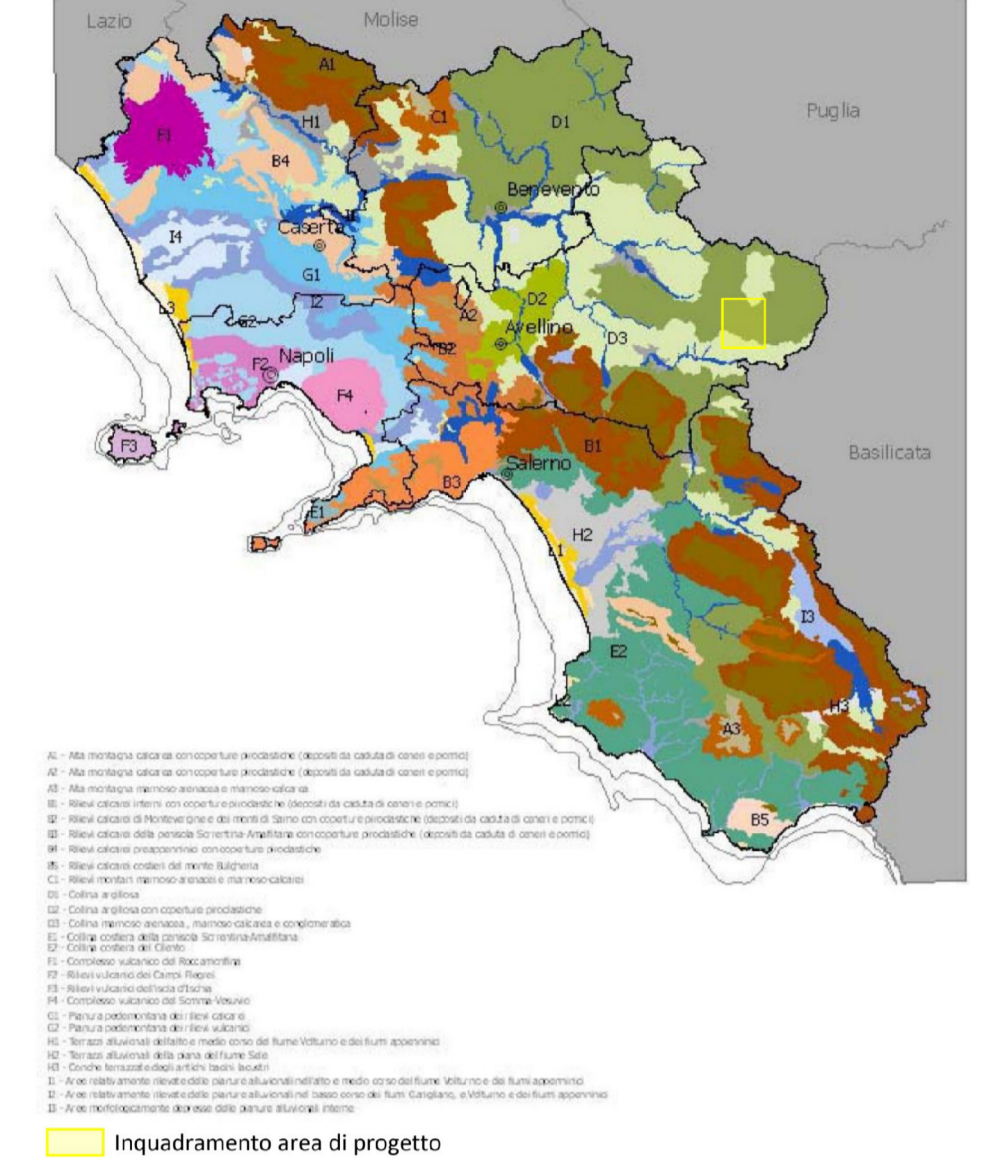 Lazio
Molise
Puglia
Basilicata
A1
H1
C1
D1
F1
B4
Benevento
I4
Caserta
G1
I2
L3
G2
A2
D2
B2
Avellino
D3
F2
Napoli
F4
F3
B1
Salerno
B3
E1
H2
L1
I3
E2
H3
A3
B5
A1 - Alta montagna calcarea con coperture piroclastiche (depositi da caduta di ceneri e pomici)
A2 - Alta montagna calcarea con coperture piroclastiche (depositi da caduta di ceneri e pomici)
A3 - Alta montagna marnoso-arenacea e marnoso-calcarea
B1 - Rilievi calcarei interni con coperture piroclastiche (depositi da caduta di ceneri e pomici)
B2 - Rilievi calcarei di Montevergine e dei monti di Sarno con coperture piroclastiche (depositi da caduta di ceneri e pomici)
B3 - Rilievi calcarei della penisola Sorrentina-Amalfitana con coperture piroclastiche (depositi da caduta di ceneri e pomici)
B4 - Rilievi calcarei preappenninici con coperture piroclastiche
B5 - Rilievi calcarei costieri del monte Bulgheria
C1 - Rilievi montani marnoso-arenacei e marnoso-calcarei
D1 - Collina argillosa
D2 - Collina argillosa con coperture piroclastiche
D3 - Collina marnoso arenacea, marnoso-calcarea e conglomeratica
E1 - Collina costiera della penisola Sorrentina-Amalfitana
E2 - Collina costiera del Cilento
F1 - Complesso vulcanico del Roccamonfina
F2 - Rilievi vulcanici dei Campi Flegrei
F3 - Rilievi vulcanici dell'isola d'Ischia
F4 - Complesso vulcanico del Somma-Vesuvio
G1 - Pianura pedemontana dei rilievi calcarei
G2 - Pianura pedemontana dei rilievi vulcanici
H1 - Terrazzi alluvionali dell'alto e medio corso del fiume Volturno e dei fiumi appenninici
H2 - Terrazzi alluvionali della piana del fiume Sele
H3 - Conche terrazzate degli antichi bacini lacustri
I1 - Aree relativamente rilevate delle pianure alluvionali nell'alto e medio corso del fiume Volturno e dei fiumi appenninici
I2 - Aree relativamente rilevate delle pianure alluvionali nel basso corso dei fiumi Garigliano, e Volturno e dei fiumi appenninici
I3 - Aree morfologicamente depresse delle pianure alluvionali interne
Inquadramento area di progetto